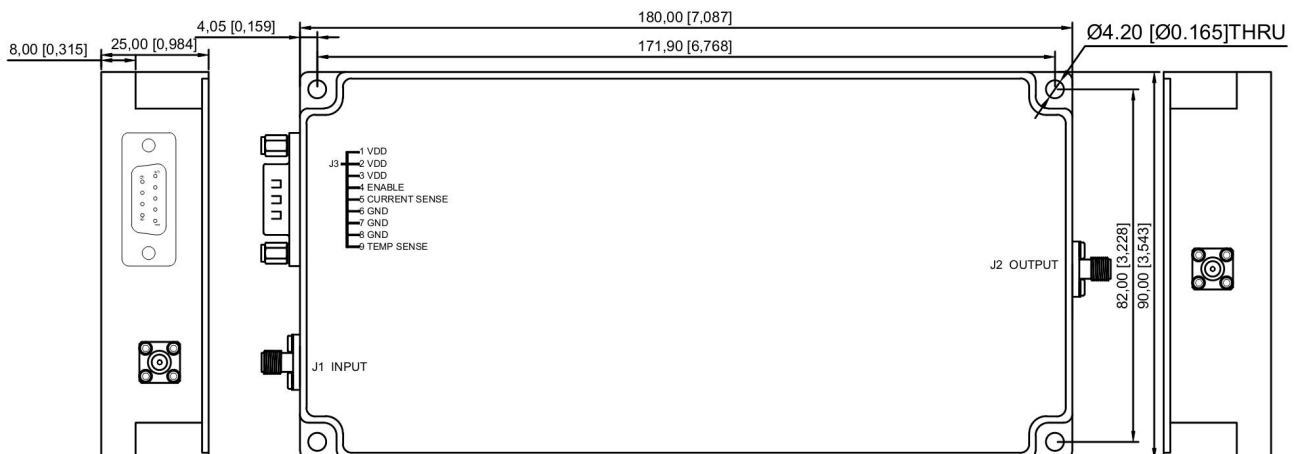 180,00 [7,087]
4,05 [0,159]
Ø4.20 [Ø0.165]THRU
8,00 [0,315]
25,00 [0,984]
171,90 [6,768]
J3
1 VDD
2 VDD
3 VDD
4 ENABLE
5 CURRENT SENSE
6 GND
7 GND
8 GND
9 TEMP SENSE
J2 OUTPUT
82,00 [3,228]
90,00 [3,543]
J1 INPUT